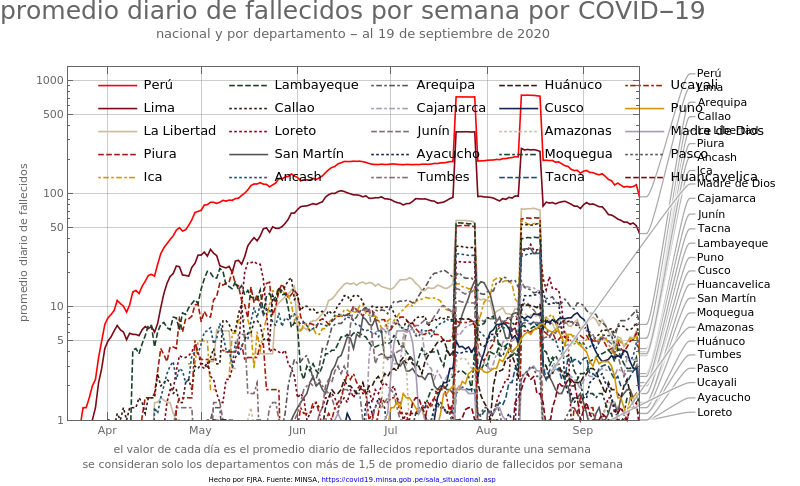 promedio diario de fallecidos por semana por COVID−19
nacional y por departamento − al 19 de septiembre de 2020
promedio diario de fallecidos
1000
500
100
50
10
5
1
Apr May Jun Jul Aug Sep
Perú Lambayeque Arequipa Huánuco Ucayali
Lima Callao Cajamarca Cusco Puno
La Libertad Loreto Junín Amazonas Madre de Dios
Piura San Martín Ayacucho Moquegua Pasco
Ica Áncash Tumbes Tacna Huancavelica
Perú
Lima
Arequipa
Callao
La Libertad
Piura
Áncash
Ica
Madre de Dios
Cajamarca
Junín
Tacna
Lambayeque
Puno
Cusco
Huancavelica
San Martín
Moquegua
Amazonas
Huánuco
Tumbes
Pasco
Ucayali
Ayacucho
Loreto
el valor de cada día es el promedio diario de fallecidos reportados durante una semana
se consideran solo los departamentos con más de 1,5 de promedio diario de fallecidos por semana
Hecho por FJRA. Fuente: MINSA, https://covid19.minsa.gob.pe/sala_situacional.asp